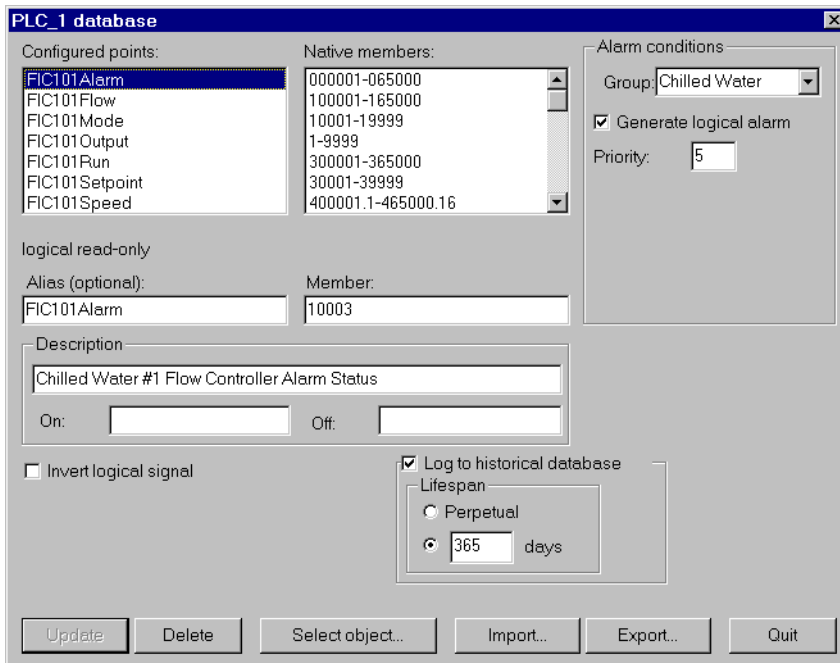 PLC_1 database
Configured points:
FIC101Alarm
FIC101Flow
FIC101Mode
FIC101Output
FIC101Run
FIC101Setpoint
FIC101Speed
Native members:
000001-065000
100001-165000
10001-19999
1-9999
300001-365000
30001-39999
400001.1-465000.16
Alarm conditions
Group: Chilled Water
Generate logical alarm
Priority: 5
logical read-only
Alias (optional):
FIC101Alarm
Member:
10003
Description
Chilled Water #1 Flow Controller Alarm Status
On: Off:
Invert logical signal
Log to historical database
Lifespan
Perpetual
365 days
Update Delete Select object... Import... Export... Quit